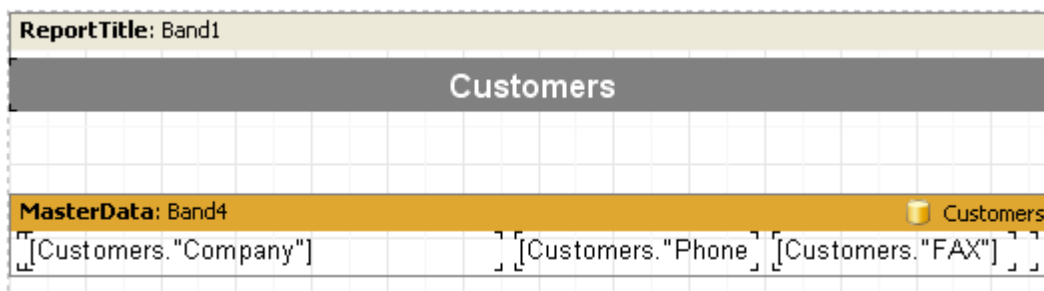 ReportTitle: Band1
Customers
MasterData: Band4 Customers
[Customers."Company"] [Customers."Phone [Customers."FAX"]